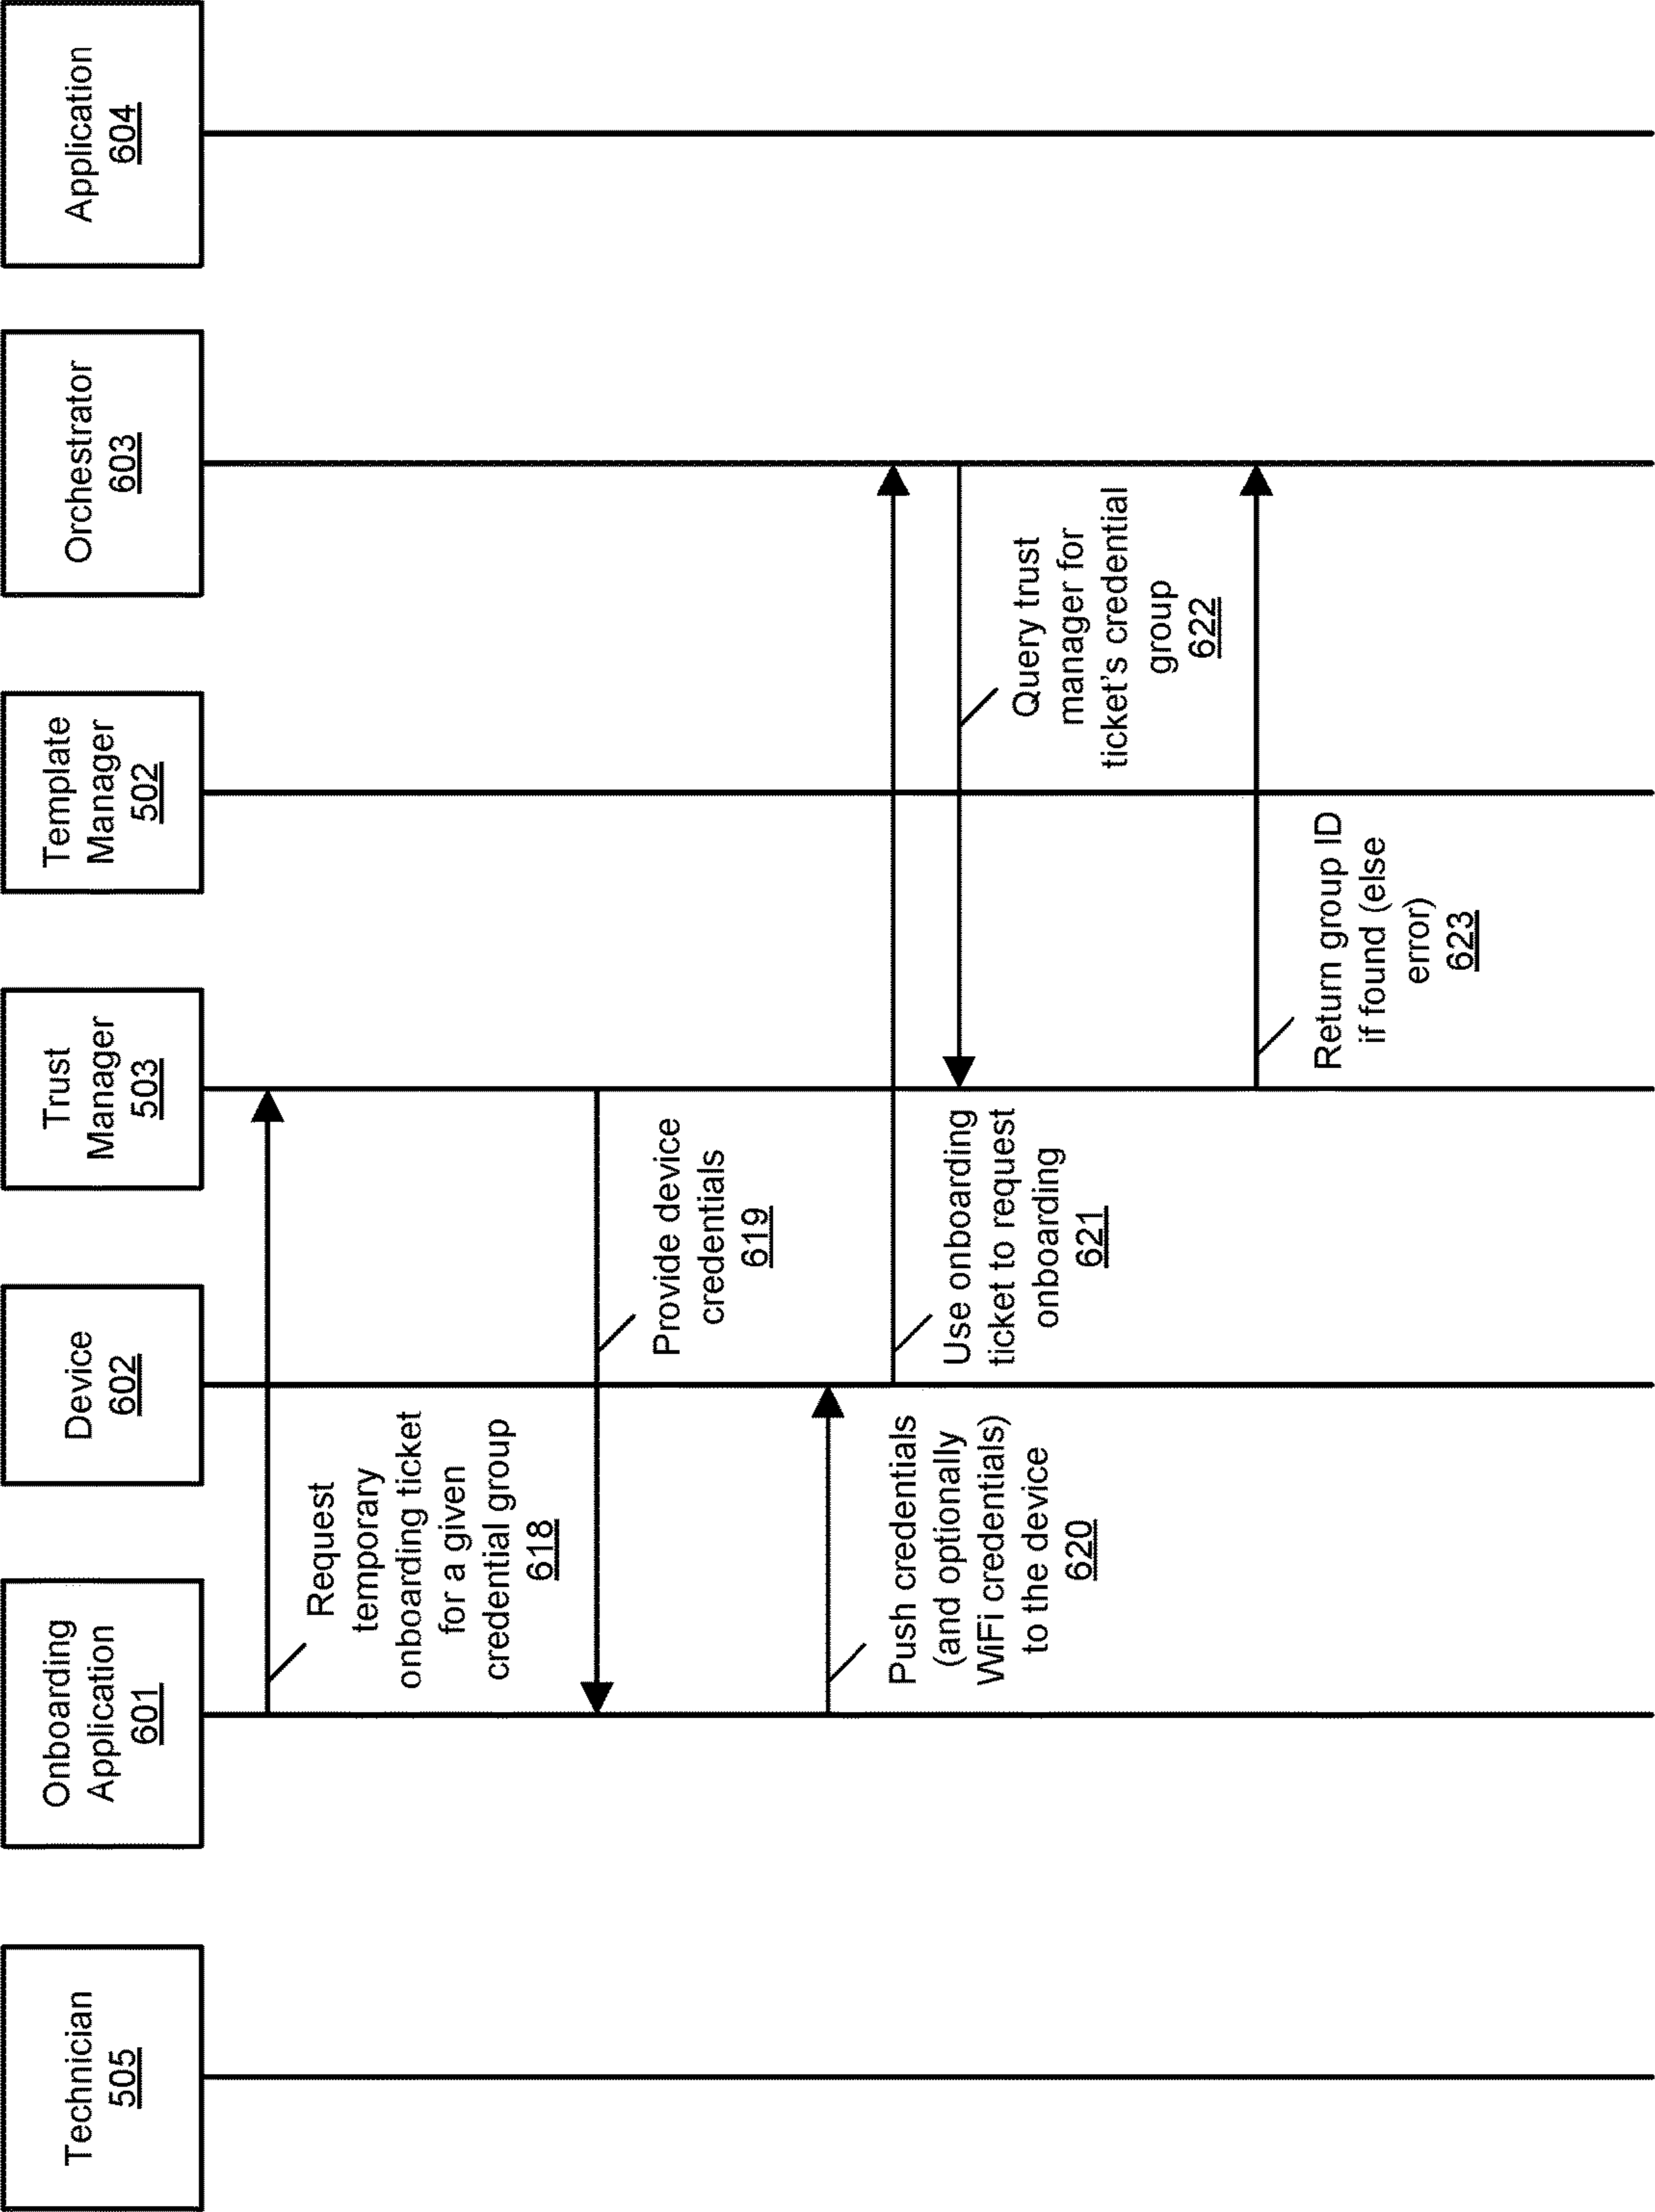 Technician
505
Onboarding
Application
601
Device
602
Trust
Manager
503
Template
Manager
502
Orchestrator
603
Application
604
Request
temporary
onboarding ticket
for a given
credential group
618
Provide device
credentials
619
Push credentials
(and optionally
WiFi credentials)
to the device
620
Use onboarding
ticket to request
onboarding
621
Query trust
manager for
ticket's credential
group
622
Return group ID
if found (else
error)
623